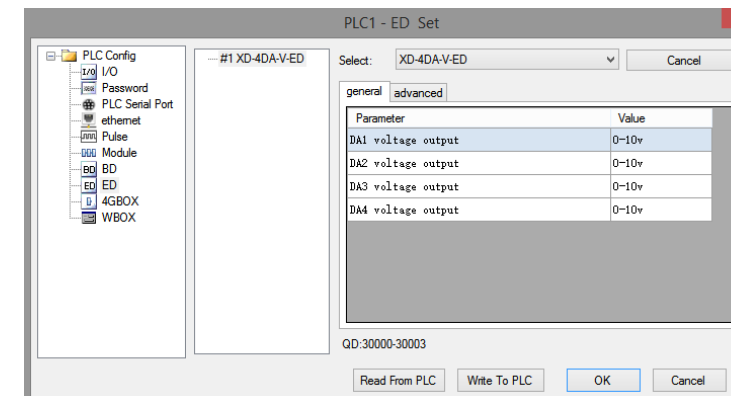 PLC1 - ED Set
PLC Config
I/O I/O
Password
PLC Serial Port
ethernet
Pulse
Module
BD BD
ED ED
4GBOX
WBOX
#1 XD-4DA-V-ED
Select: XD-4DA-V-ED Cancel
general advanced
Parameter Value
DA1 voltage output 0-10v
DA2 voltage output 0-10v
DA3 voltage output 0-10v
DA4 voltage output 0-10v
QD:30000-30003
Read From PLC Write To PLC OK Cancel